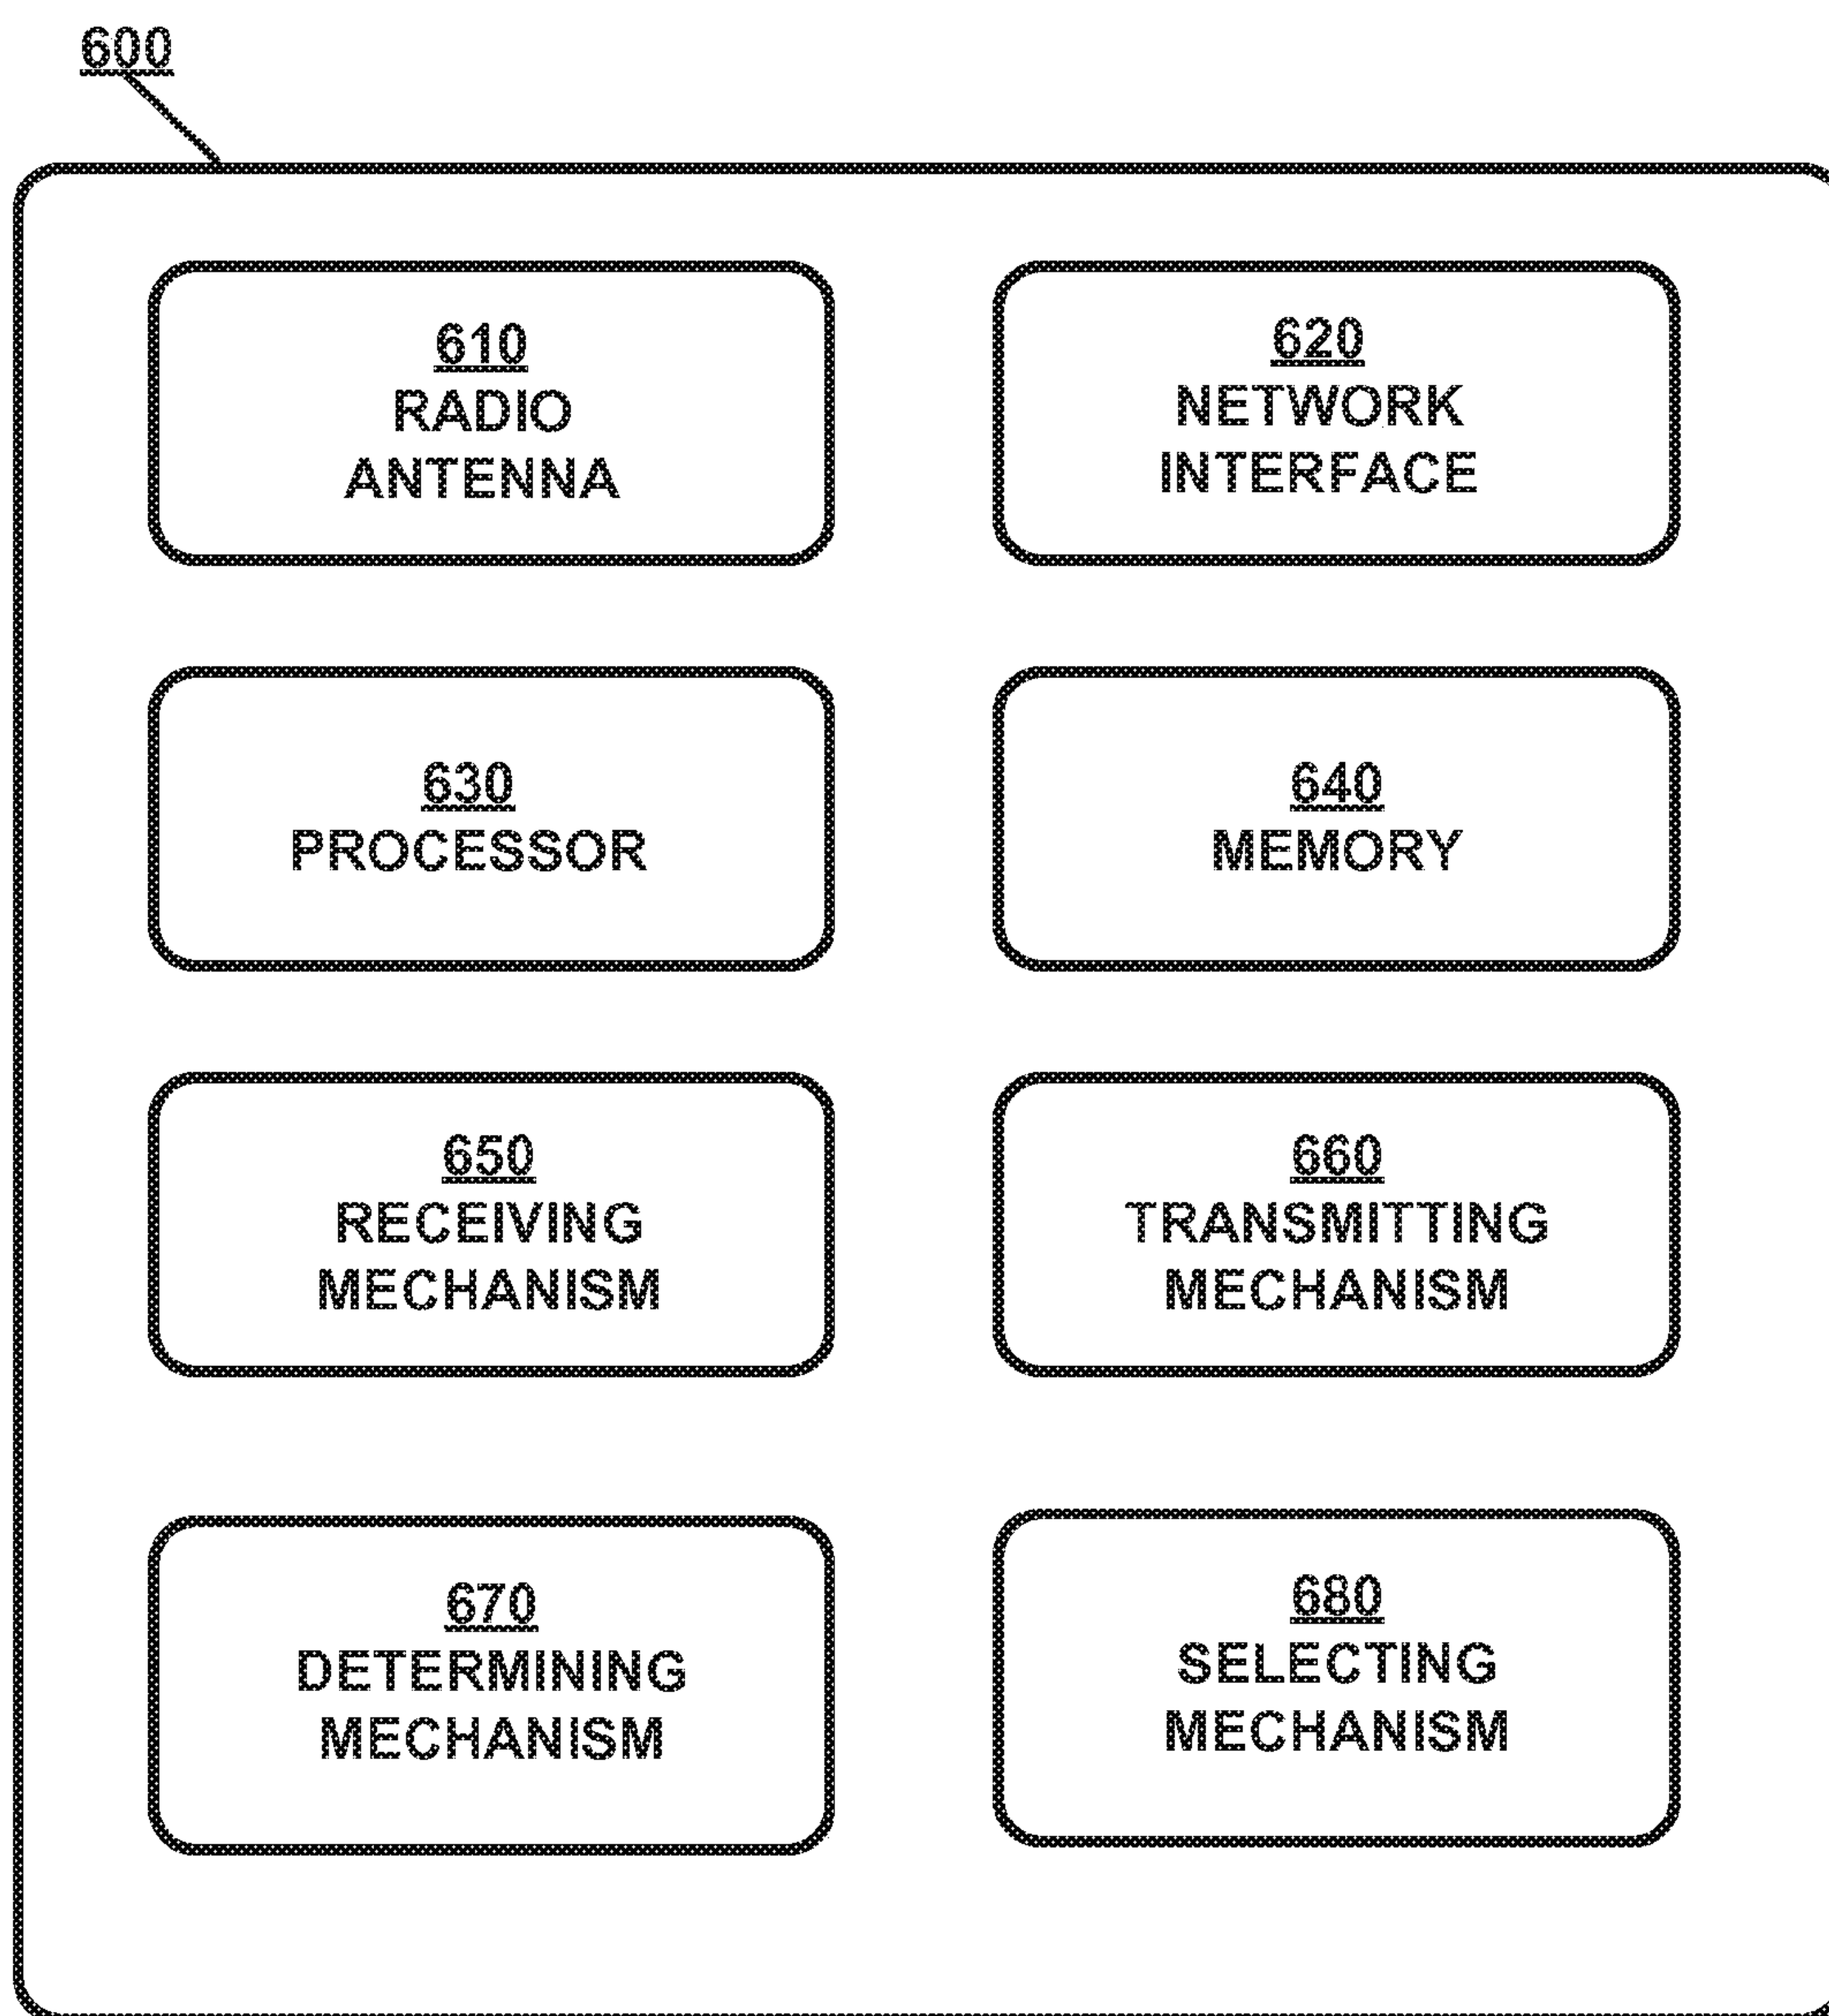 600
610
RADIO
ANTENNA
620
NETWORK
INTERFACE
630
PROCESSOR
640
MEMORY
650
RECEIVING
MECHANISM
660
TRANSMITTING
MECHANISM
670
DETERMINING
MECHANISM
680
SELECTING
MECHANISM